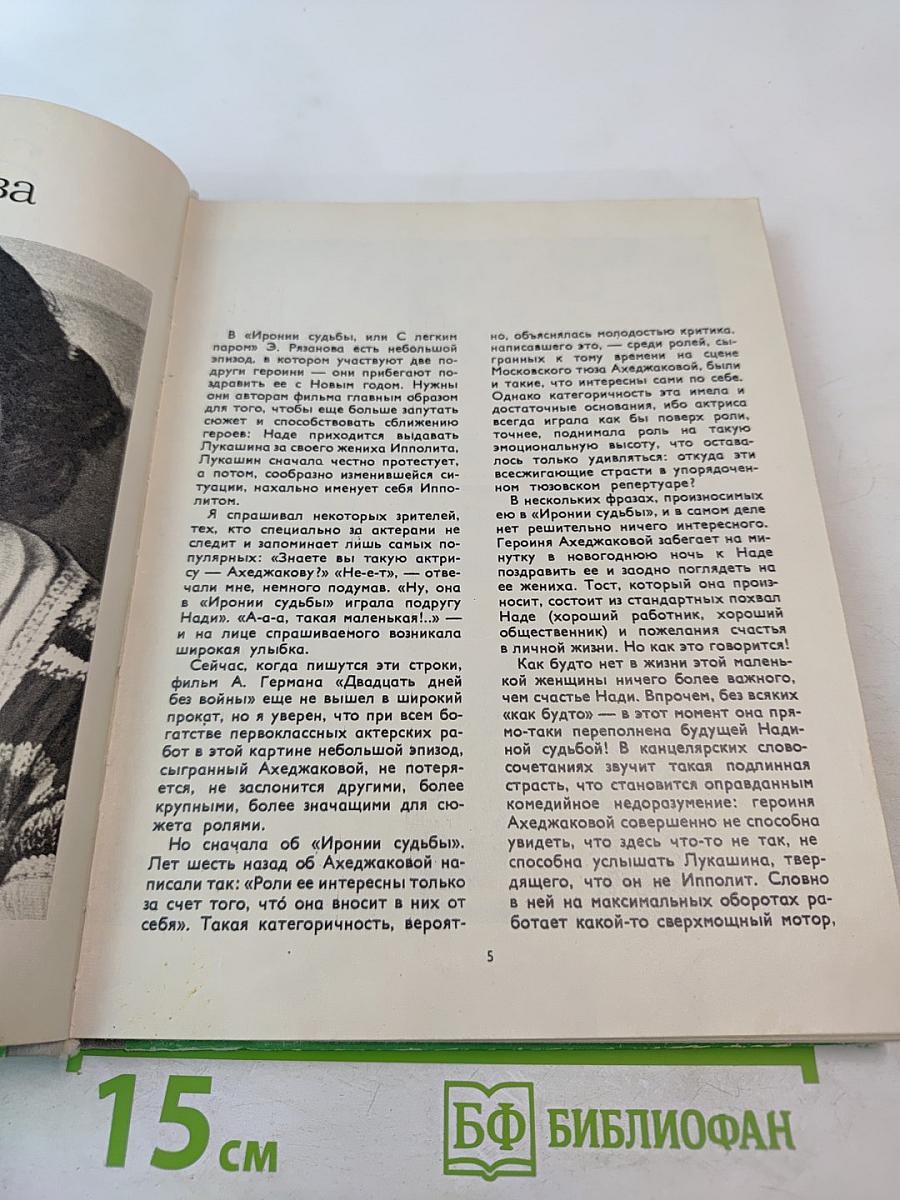 ва
В «Иронии судьбы, или С легким
паром» Э. Рязанова есть небольшой
эпизод, в котором участвуют две по-
други героини — они прибегают по-
здравить ее с Новым годом. Нужны
они авторам фильма главным образом
для того, чтобы еще больше запутать
сюжет и способствовать сближению
героев: Наде приходится выдавать
Лукашина за своего жениха Ипполита,
Лукашин сначала честно протестует,
а потом, сообразно изменившейся си-
туации, нахально именует себя Иппо-
литом.
Я спрашивал некоторых зрителей,
тех, кто специально за актерами не
следит и запоминает лишь самых по-
пулярных: «Знаете вы такую актри-
су — Ахеджакову?» «Не-е-т», — отве-
чали мне, немного подумав. «Ну, она
в «Иронии судьбы» играла подругу
Нади». «А-а-а, такая маленькая!..» —
и на лице спрашиваемого возникала
широкая улыбка.
Сейчас, когда пишутся эти строки,
фильм А. Германа «Двадцать дней
без войны» еще не вышел в широкий
прокат, но я уверен, что при всем бо-
гатстве первоклассных актерских ра-
бот в этой картине небольшой эпизод,
сыгранный Ахеджаковой, не потеря-
ется, не заслонится другими, более
крупными, более значащими для сю-
жета ролями.
Но сначала об «Иронии судьбы».
Лет шесть назад об Ахеджаковой на-
писали так: «Роли ее интересны только
за счет того, что́ она вносит в них от
себя». Такая категоричность, вероят-
но, объяснялась молодостью критика,
написавшего это, — среди ролей, сы-
гранных к тому времени на сцене
Московского тюза Ахеджаковой, были
и такие, что интересны сами по себе.
Однако категоричность эта имела и
достаточные основания, ибо актриса
всегда играла как бы поверх роли,
точнее, поднимала роль на такую
эмоциональную высоту, что остава-
лось только удивляться: откуда эти
всесжигающие страсти в упорядочен-
ном тюзовском репертуаре?
В нескольких фразах, произносимых
ею в «Иронии судьбы», и в самом деле
нет решительно ничего интересного.
Героиня Ахеджаковой забегает на ми-
нутку в новогоднюю ночь к Наде
поздравить ее и заодно поглядеть на
ее жениха. Тост, который она произ-
носит, состоит из стандартных похвал
Наде (хороший работник, хороший
общественник) и пожелания счастья
в личной жизни. Но как это говорится!
Как будто нет в жизни этой малень-
кой женщины ничего более важного,
чем счастье Нади. Впрочем, без всяких
«как будто» — в этот момент она пря-
мо-таки переполнена будущей Нади-
ной судьбой! В канцелярских слово-
сочетаниях звучит такая подлинная
страсть, что становится оправданным
комедийное недоразумение: героиня
Ахеджаковой совершенно не способна
увидеть, что здесь что-то не так, не
способна услышать Лукашина, твер-
дящего, что он не Ипполит. Словно
в ней на максимальных оборотах ра-
ботает какой-то сверхмощный мотор,
5
15 см
БФ БИБЛИОФАН